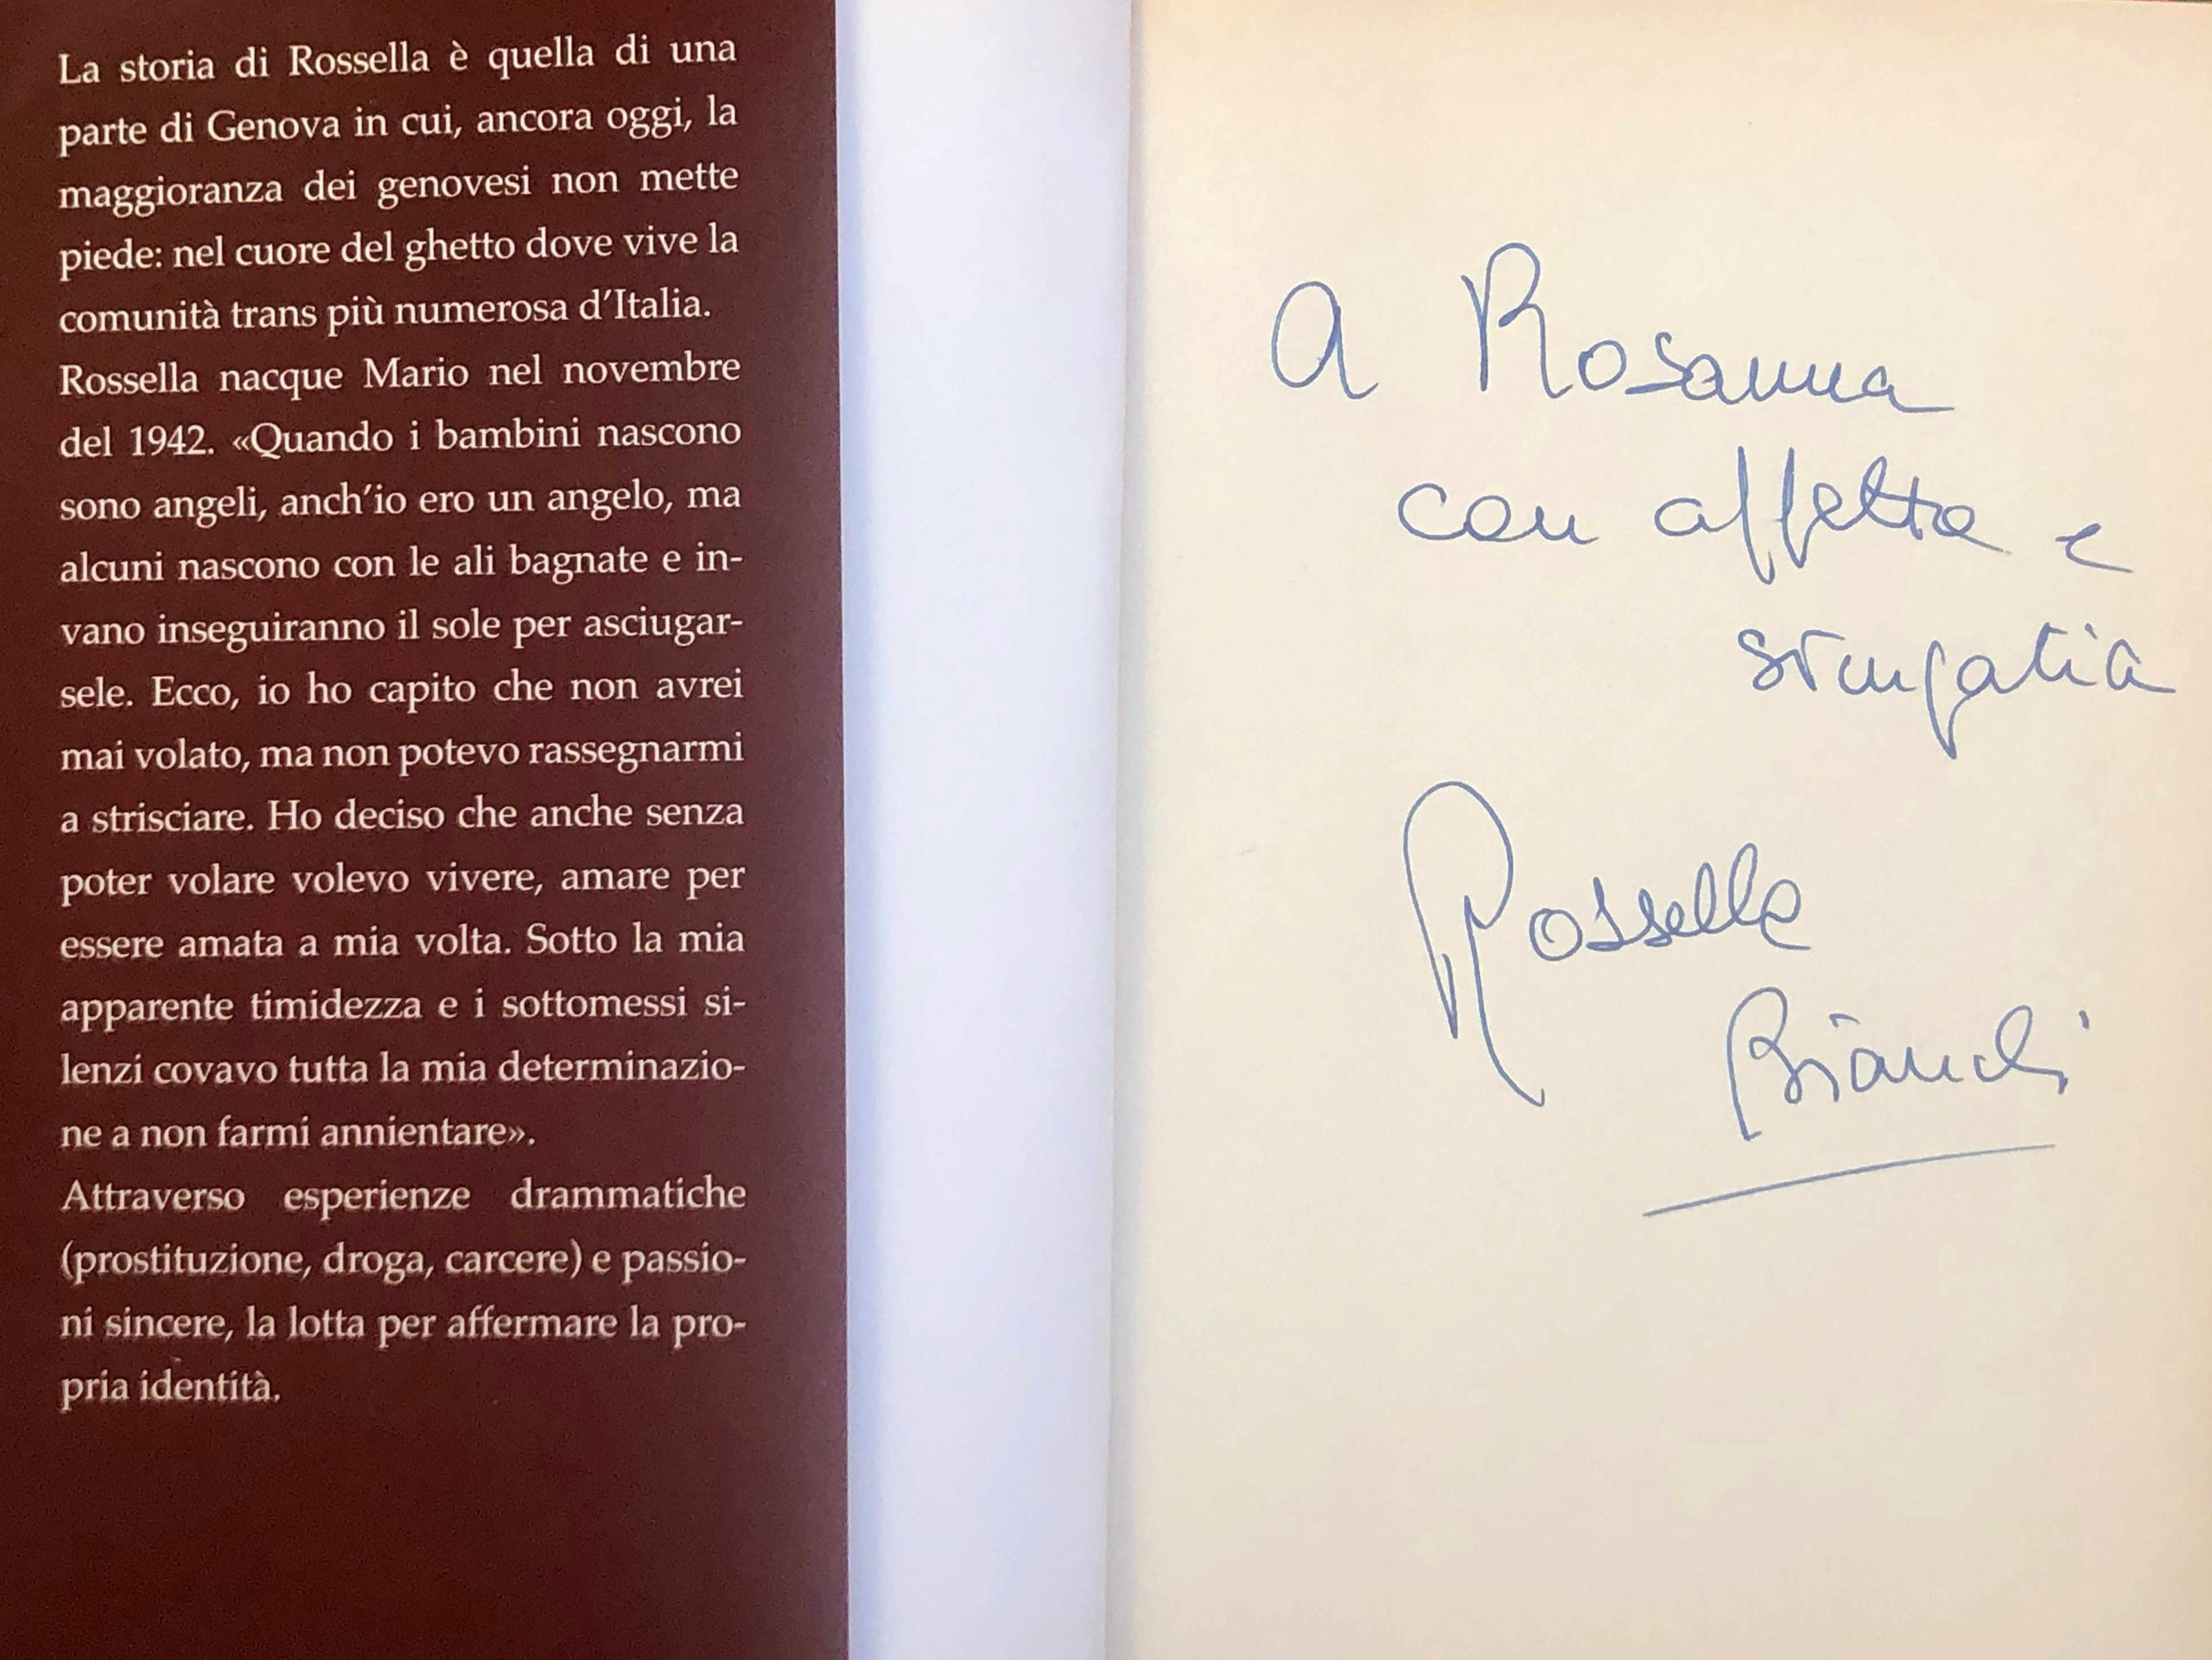 La storia di Rossella è quella di una
parte di Genova in cui, ancora oggi, la
maggioranza dei genovesi non mette
piede: nel cuore del ghetto dove vive la
comunità trans più numerosa d'Italia.
Rossella nacque Mario nel novembre
del 1942. «Quando i bambini nascono
sono angeli, anch'io ero un angelo, ma
alcuni nascono con le ali bagnate e in-
vano inseguiranno il sole per asciugar-
sele. Ecco, io ho capito che non avrei
mai volato, ma non potevo rassegnarmi
a strisciare. Ho deciso che anche senza
poter volare volevo vivere, amare per
essere amata a mia volta. Sotto la mia
apparente timidezza e i sottomessi si-
lenzi covavo tutta la mia determinazio-
ne a non farmi annientare».
Attraverso esperienze drammatiche
(prostituzione, droga, carcere) e passio-
ni sincere, la lotta per affermare la pro-
pria identità.
A Rosanna
con affetto e
simpatia
Rossella
Bianchi